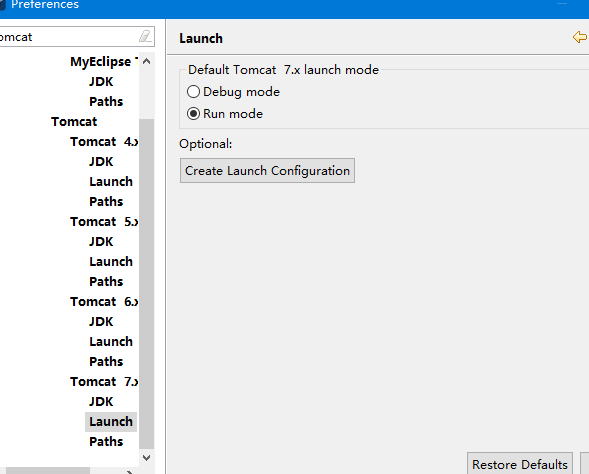 Preferences
omcat
Launch
MyEclipse T
JDK
Paths
Tomcat
Tomcat 4.x
JDK
Launch
Paths
Tomcat 5.x
JDK
Launch
Paths
Tomcat 6.x
JDK
Launch
Paths
Tomcat 7.x
JDK
Launch
Paths
Default Tomcat 7.x launch mode
Debug mode
Run mode
Optional:
Create Launch Configuration
Restore Defaults